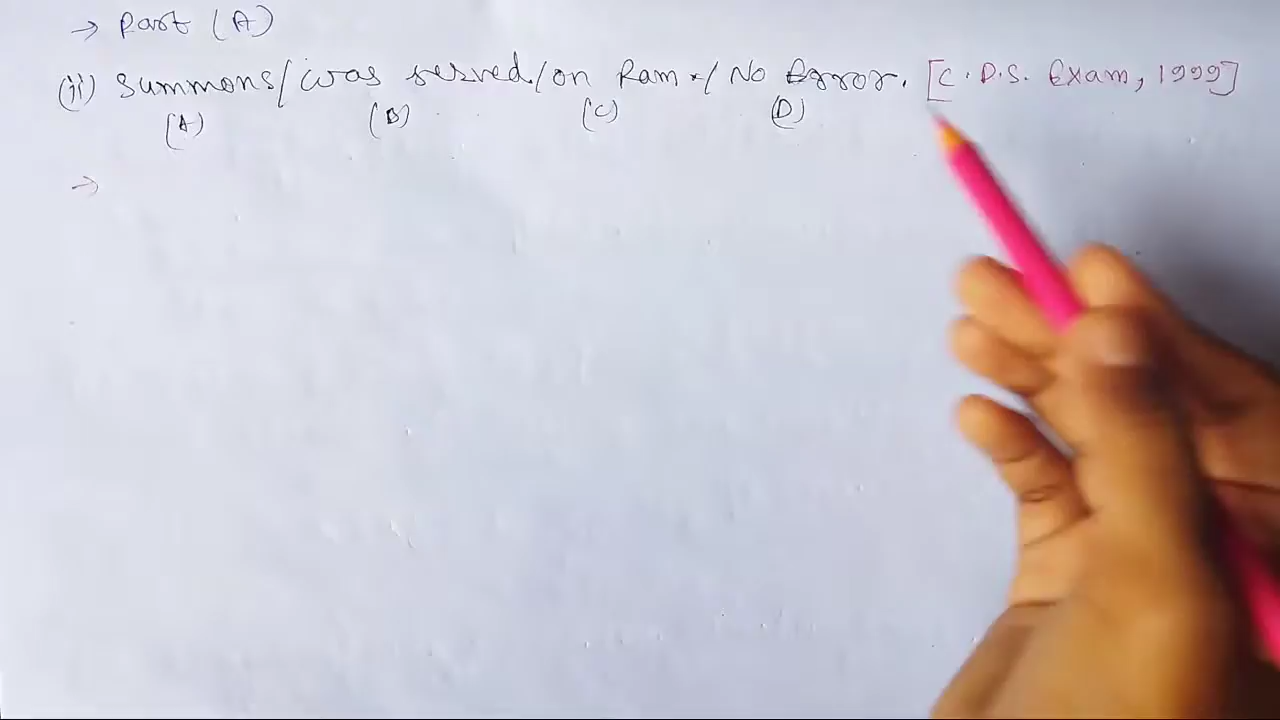 → Part (A)
(ii) Summons/was served/on Ram./No Error. [C.D.S. Exam, 1999]
(A) (B) (C) (D)
→